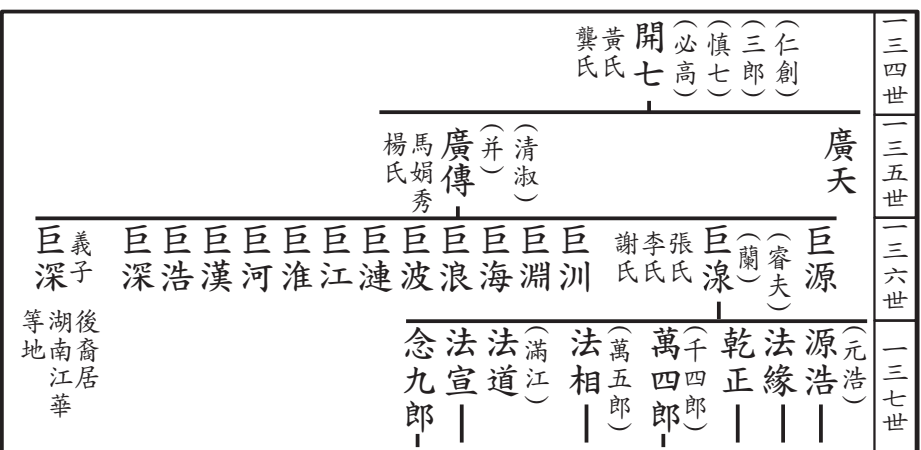 一三四世
（仁創）
（三郎）
（慎七）
（必高）
開七
黃氏
龔氏
一三五世
廣天
（清淑）
（并）
廣傳
馬娟秀
楊氏
一三六世
巨源
（睿夫）
（蘭）
巨湶
張氏
李氏
謝氏
巨汌
巨淵
巨海
巨浪
巨波
巨連
巨江
巨淮
巨河
巨漢
巨浩
巨深
義子
巨深
後裔居
湖南江華
等地
一三七世
（元浩）
源浩
法緣
乾正
（千四郎）
萬四郎
（萬五郎）
法相
（滿江）
法道
法宣
念九郎